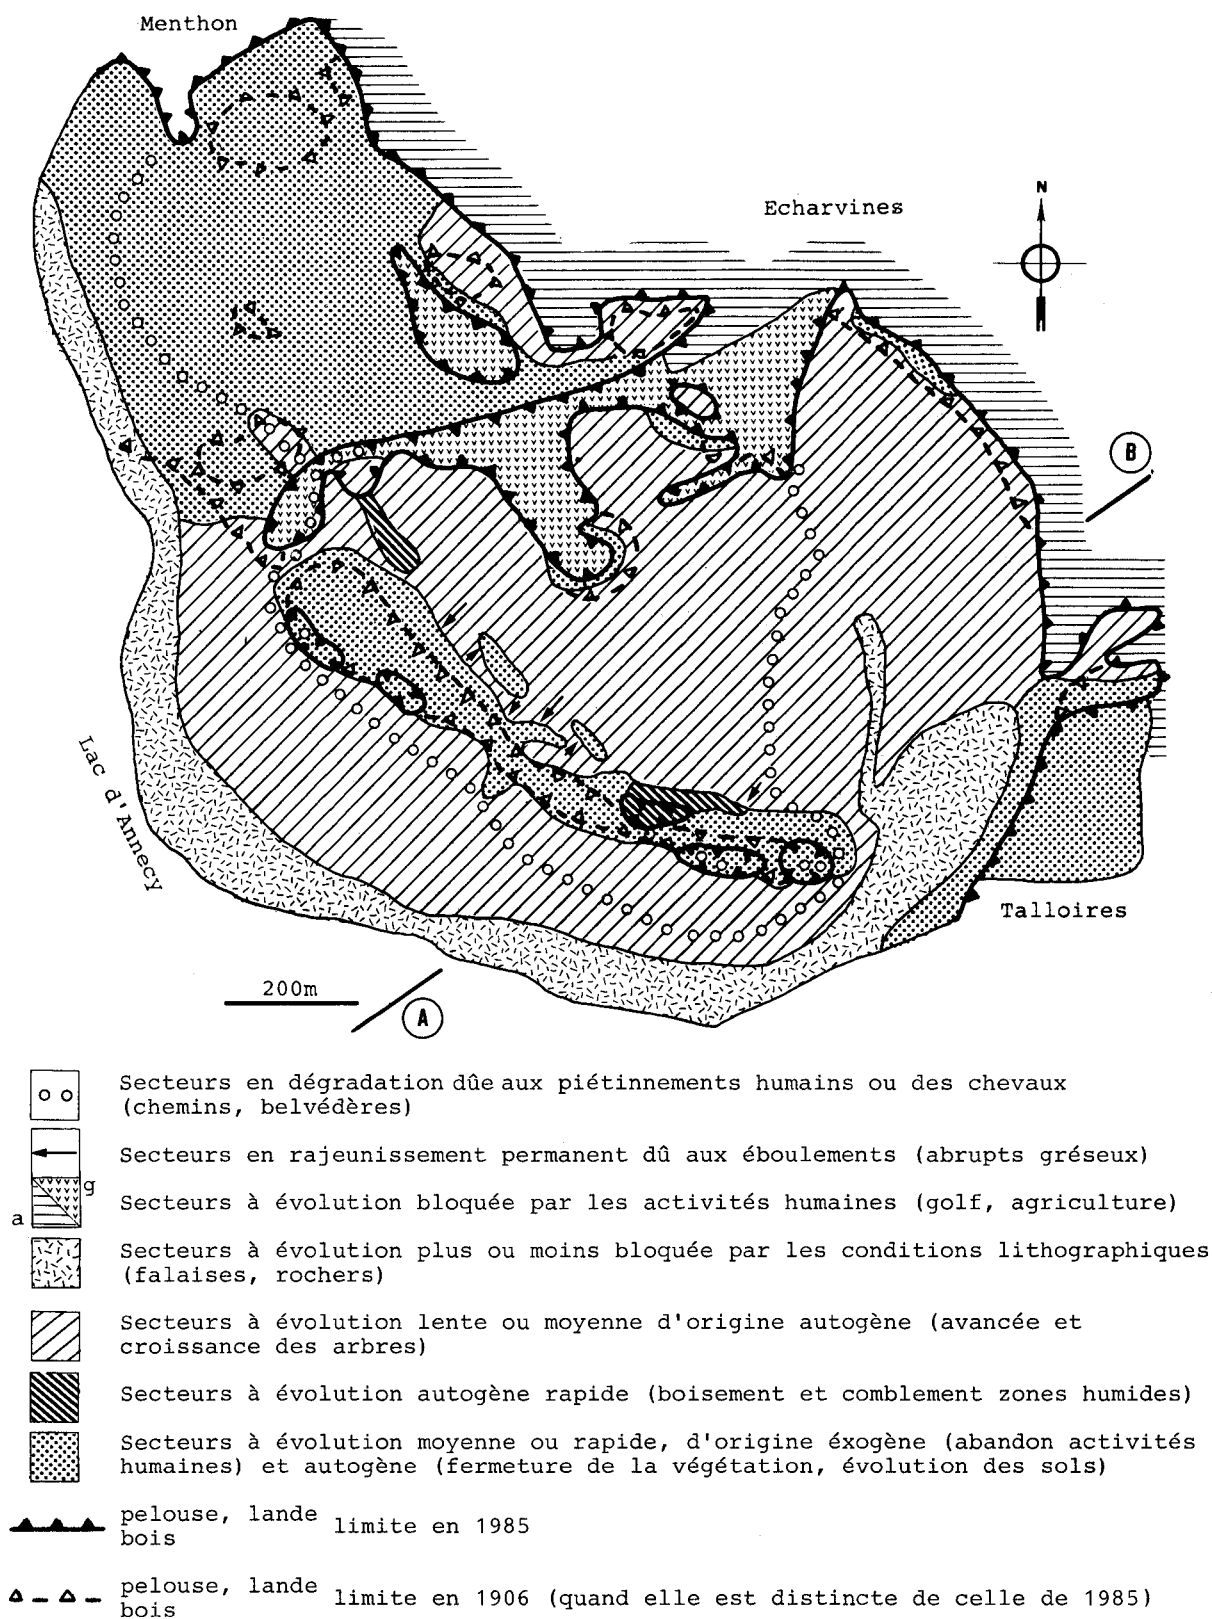 Menthon
Echarvines
N
B
Lac d'Annecy
Talloires
200m
A
Secteurs en dégradation dûe aux piétinnements humains ou des chevaux
(chemins, belvédères)
Secteurs en rajeunissement permanent dû aux éboulements (abrupts gréseux)
g
a
Secteurs à évolution bloquée par les activités humaines (golf, agriculture)
Secteurs à évolution plus ou moins bloquée par les conditions lithographiques
(falaises, rochers)
Secteurs à évolution lente ou moyenne d'origine autogène (avancée et
croissance des arbres)
Secteurs à évolution autogène rapide (boisement et comblement zones humides)
Secteurs à évolution moyenne ou rapide, d'origine éxogène (abandon activités
humaines) et autogène (fermeture de la végétation, évolution des sols)
pelouse, lande
bois
limite en 1985
pelouse, lande
bois
limite en 1906 (quand elle est distincte de celle de 1985)